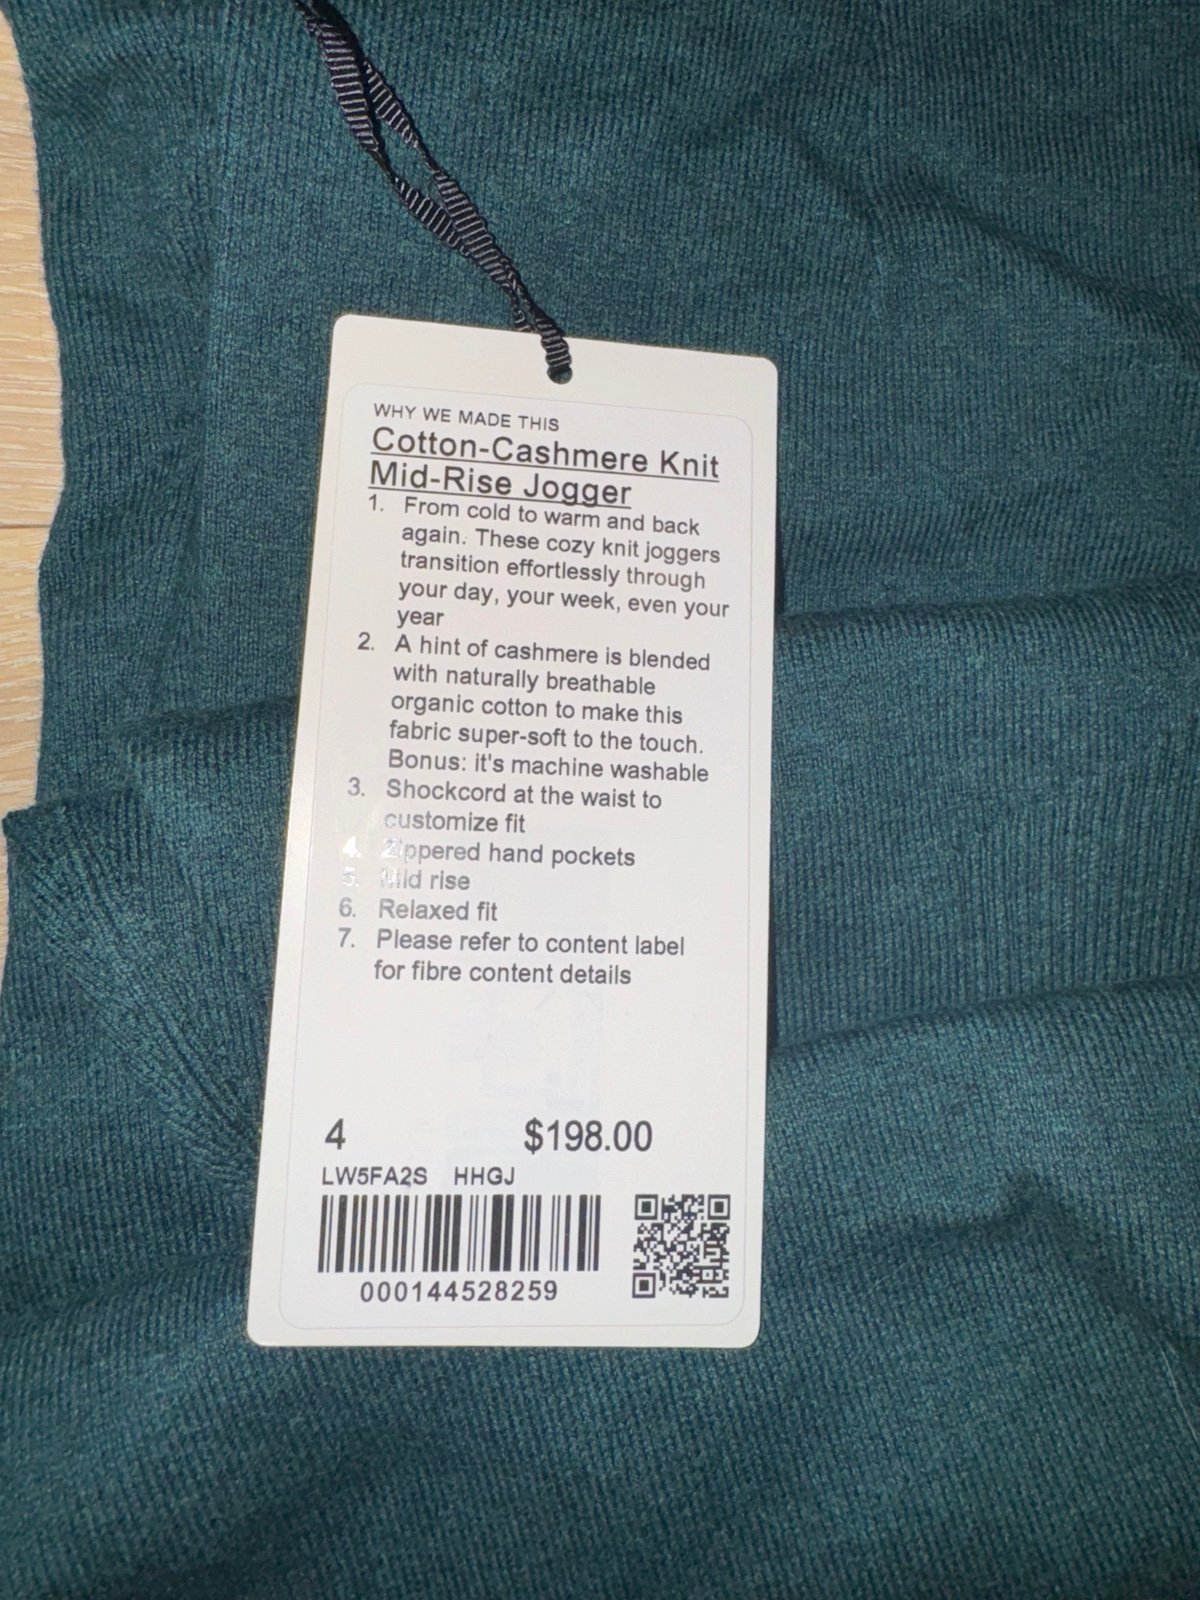 WHY WE MADE THIS
Cotton-Cashmere Knit
Mid-Rise Jogger
1. From cold to warm and back
again. These cozy knit joggers
transition effortlessly through
your day, your week, even your
year
2. A hint of cashmere is blended
with naturally breathable
organic cotton to make this
fabric super-soft to the touch.
Bonus: it's machine washable
3. Shockcord at the waist to
customize fit
4. Zippered hand pockets
5. Mid rise
6. Relaxed fit
7. Please refer to content label
for fibre content details
4 $198.00
LW5FA2S HHGJ
000144528259